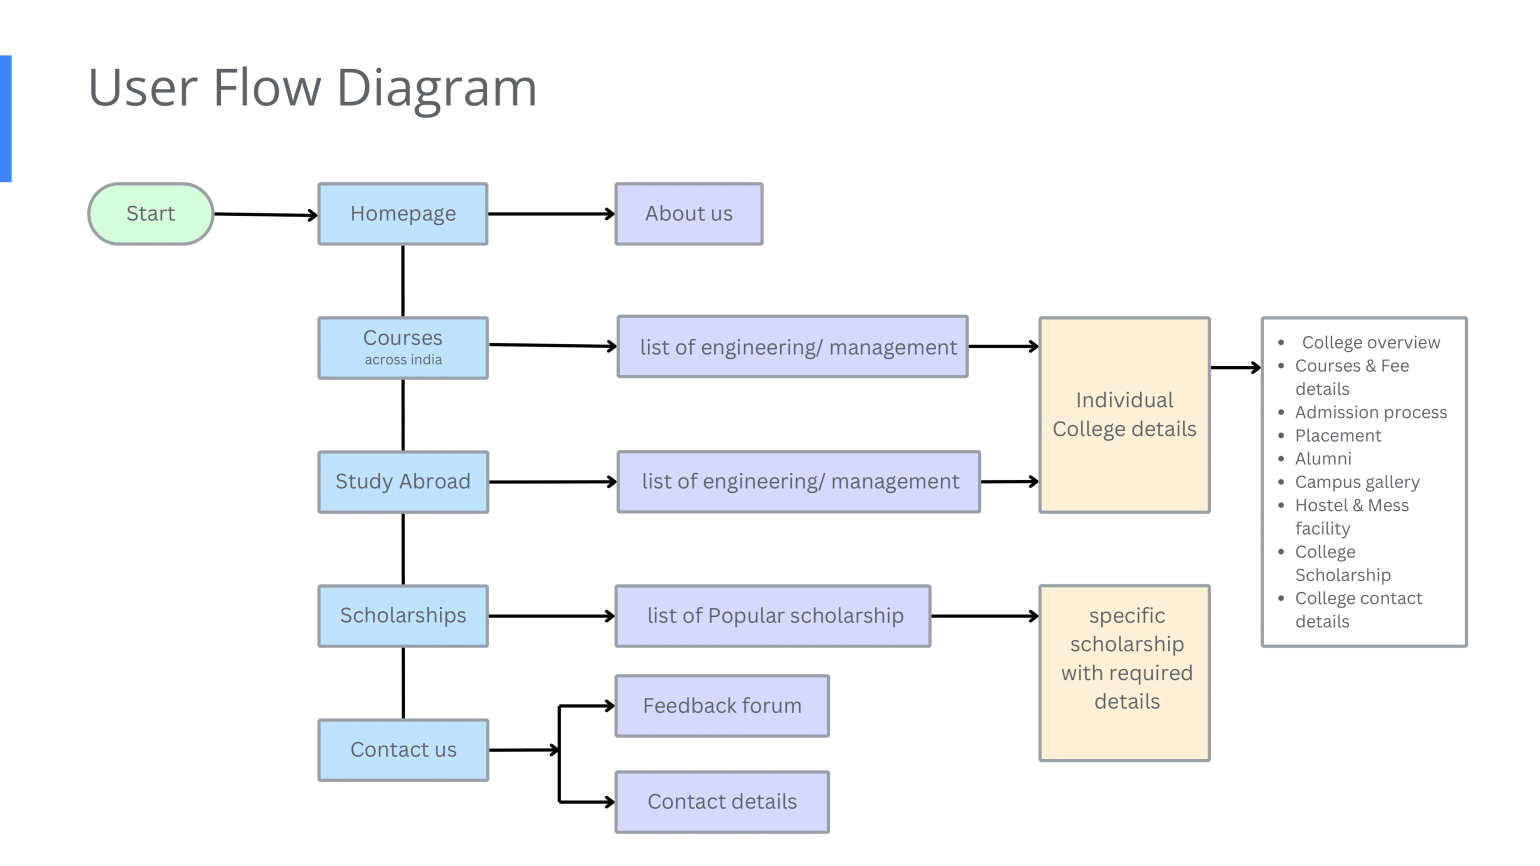 User Flow Diagram
Start
Homepage
About us
Courses
across india
list of engineering/ management
Study Abroad
list of engineering/ management
Individual
College details
• College overview
• Courses & Fee
details
• Admission process
• Placement
• Alumni
• Campus gallery
• Hostel & Mess
facility
• College
Scholarship
• College contact
details
Scholarships
list of Popular scholarship
specific
scholarship
with required
details
Contact us
Feedback forum
Contact details